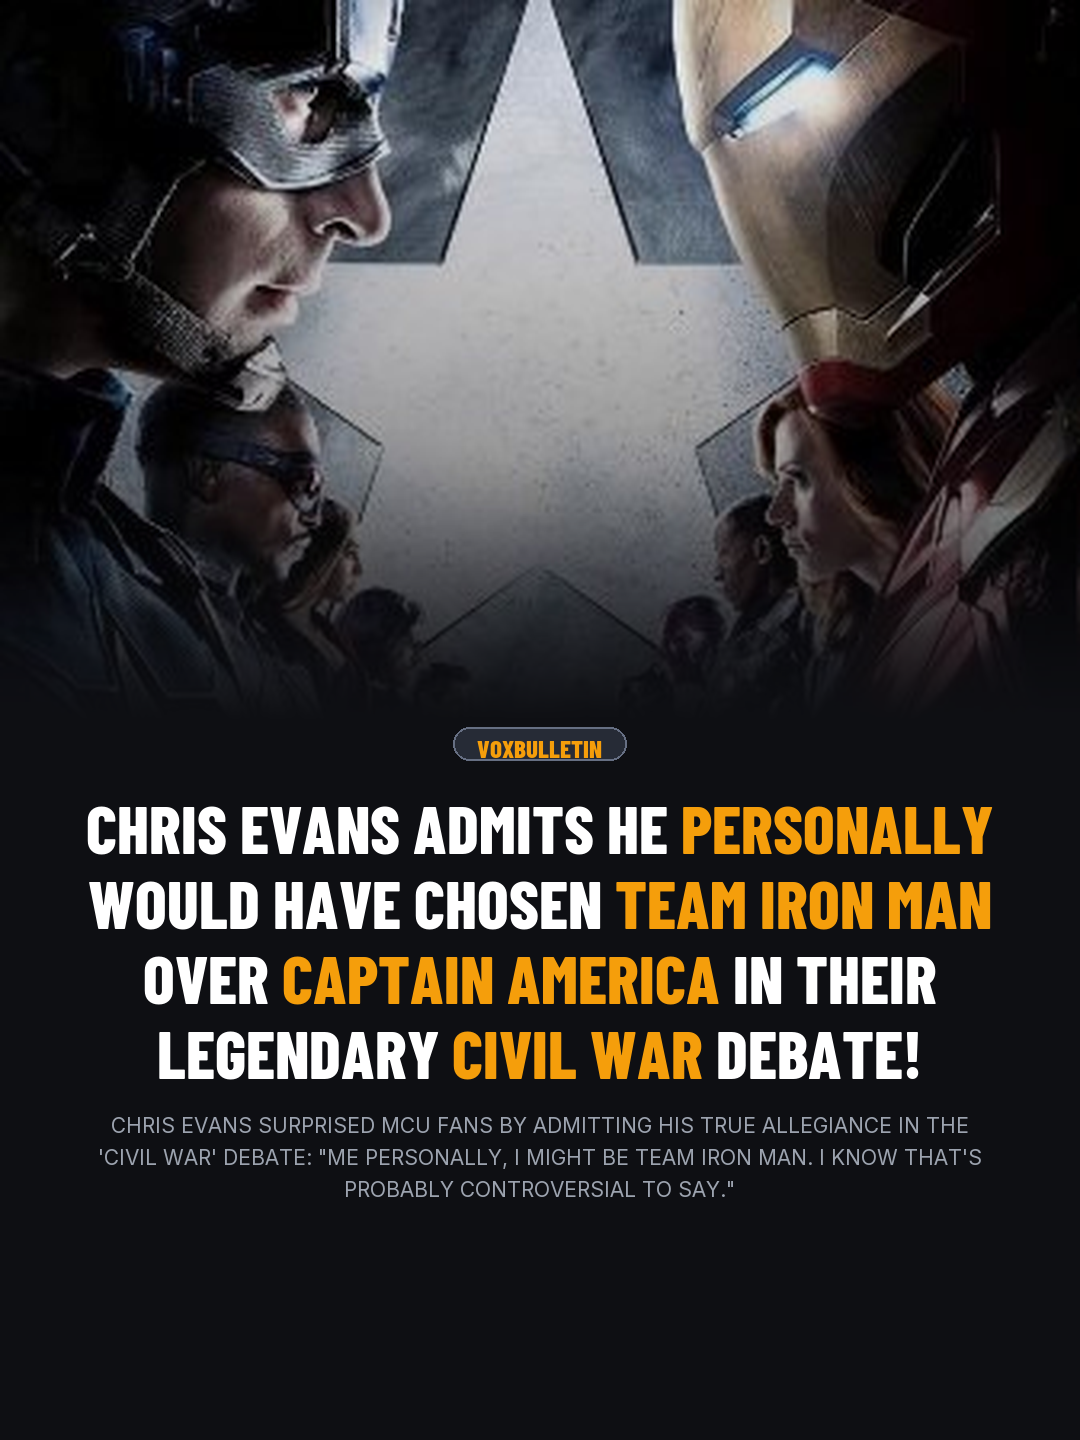 VOXBULLETIN
CHRIS EVANS ADMITS HE PERSONALLY
WOULD HAVE CHOSEN TEAM IRON MAN
OVER CAPTAIN AMERICA IN THEIR
LEGENDARY CIVIL WAR DEBATE!
CHRIS EVANS SURPRISED MCU FANS BY ADMITTING HIS TRUE ALLEGIANCE IN THE
'CIVIL WAR' DEBATE: "ME PERSONALLY, I MIGHT BE TEAM IRON MAN. I KNOW THAT'S
PROBABLY CONTROVERSIAL TO SAY."